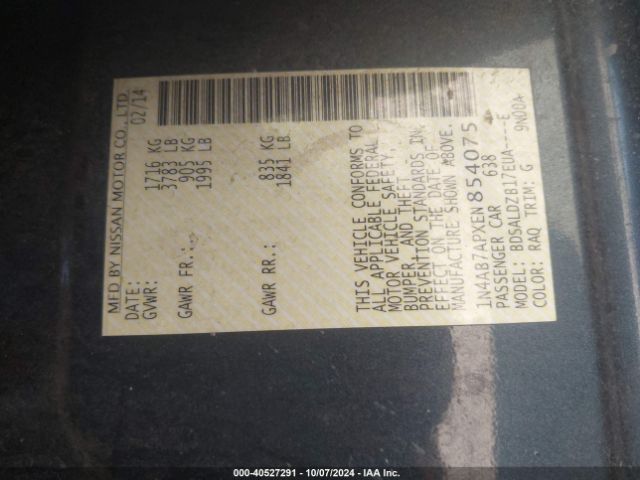 MFD BY NISSAN MOTOR CO., LTD.
DATE: 02/14
GVWR: 1716 KG
3783 LB
GAWR FR.: 905 KG
1995 LB
GAWR RR.: 835 KG
1841 LB
THIS VEHICLE CONFORMS TO
ALL APPLICABLE FEDERAL
MOTOR VEHICLE SAFETY
BUMPER, AND THEFT
PREVENTION STANDARDS IN
EFFECT ON THE DATE OF
MANUFACTURE SHOWN ABOVE.
1N4AB7APXEN854075
PASSENGER CAR 638
MODEL: BDSALDZB17EUA----E
COLOR: RAQ TRIM: G 9N00A
000-40527291 - 10/07/2024 - IAA Inc.